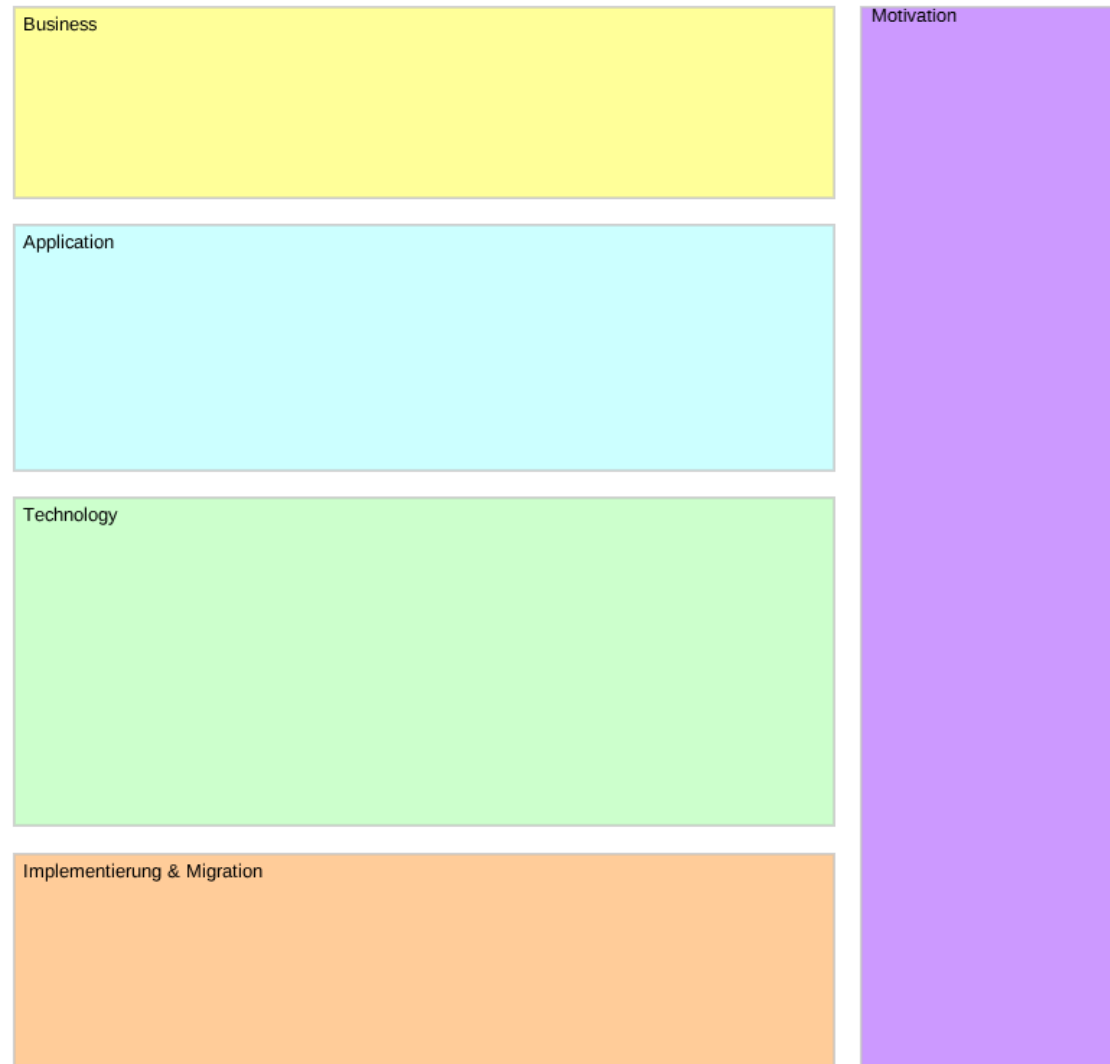 Business
Motivation
Application
Technology
Implementierung & Migration